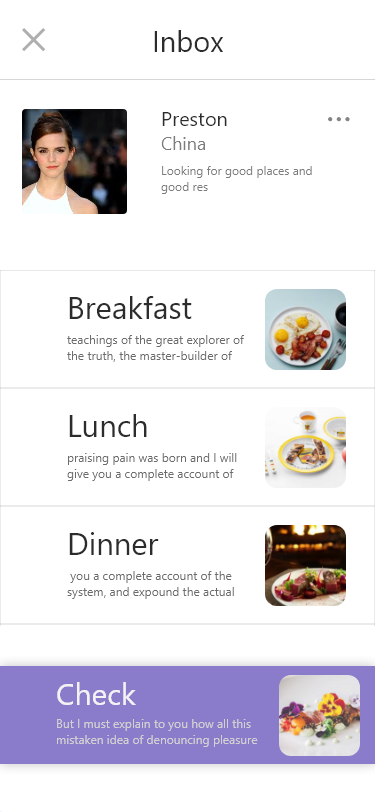 Inbox
Preston
China
Looking for good places and
good res
Breakfast
teachings of the great explorer of
the truth, the master-builder of
Lunch
praising pain was born and I will
give you a complete account of
Dinner
you a complete account of the
system, and expound the actual
Check
But I must explain to you how all this
mistaken idea of denouncing pleasure